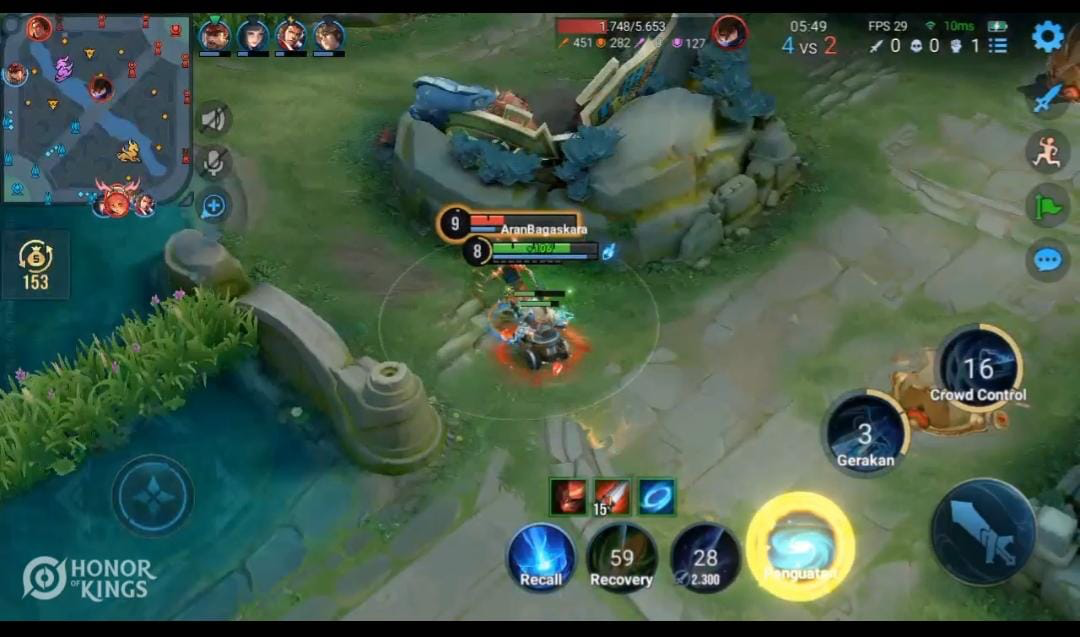 1.748/5.653
451 282 127
05:49
4 VS 2
FPS 29
10ms
0 0 1
153
9
AranBagaskara
8
16
Crowd Control
3
Gerakan
15
Recall
59
Recovery
28
2.300
Penguatan
HONOR
OF
KINGS